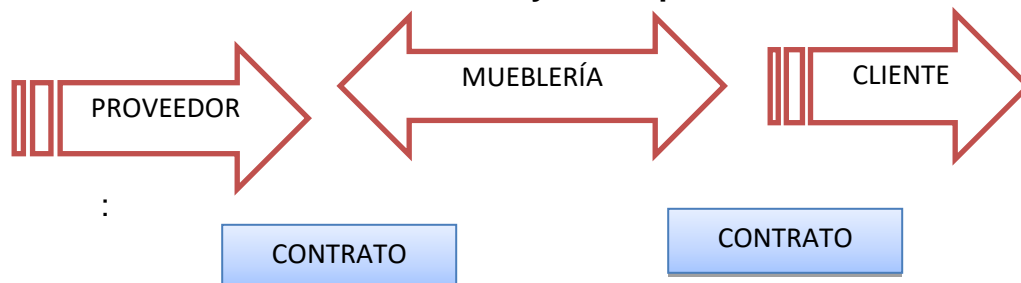 PROVEEDOR
MUEBLERÍA
CLIENTE
:
CONTRATO
CONTRATO